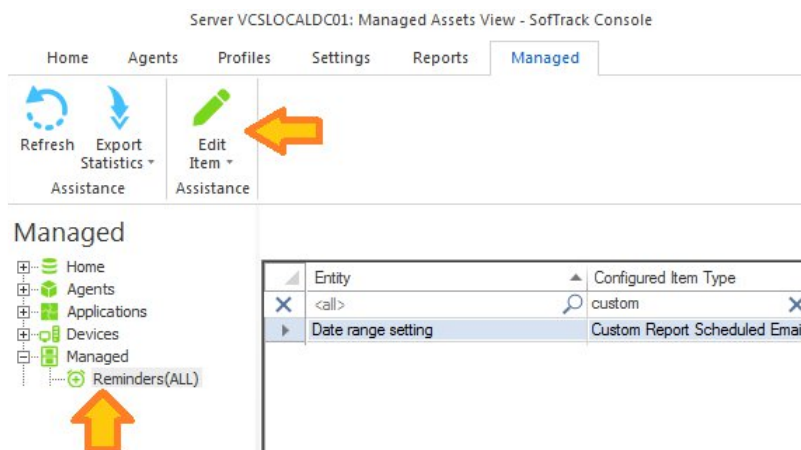 Server VCSLOCALDC01: Managed Assets View - SofTrack Console
Home Agents Profiles Settings Reports Managed
Refresh Export Statistics Edit Item
Assistance Assistance
Managed
Home
Agents
Applications
Devices
Managed
Reminders(ALL)
Entity Configured Item Type
<all> custom
Date range setting Custom Report Scheduled Emai